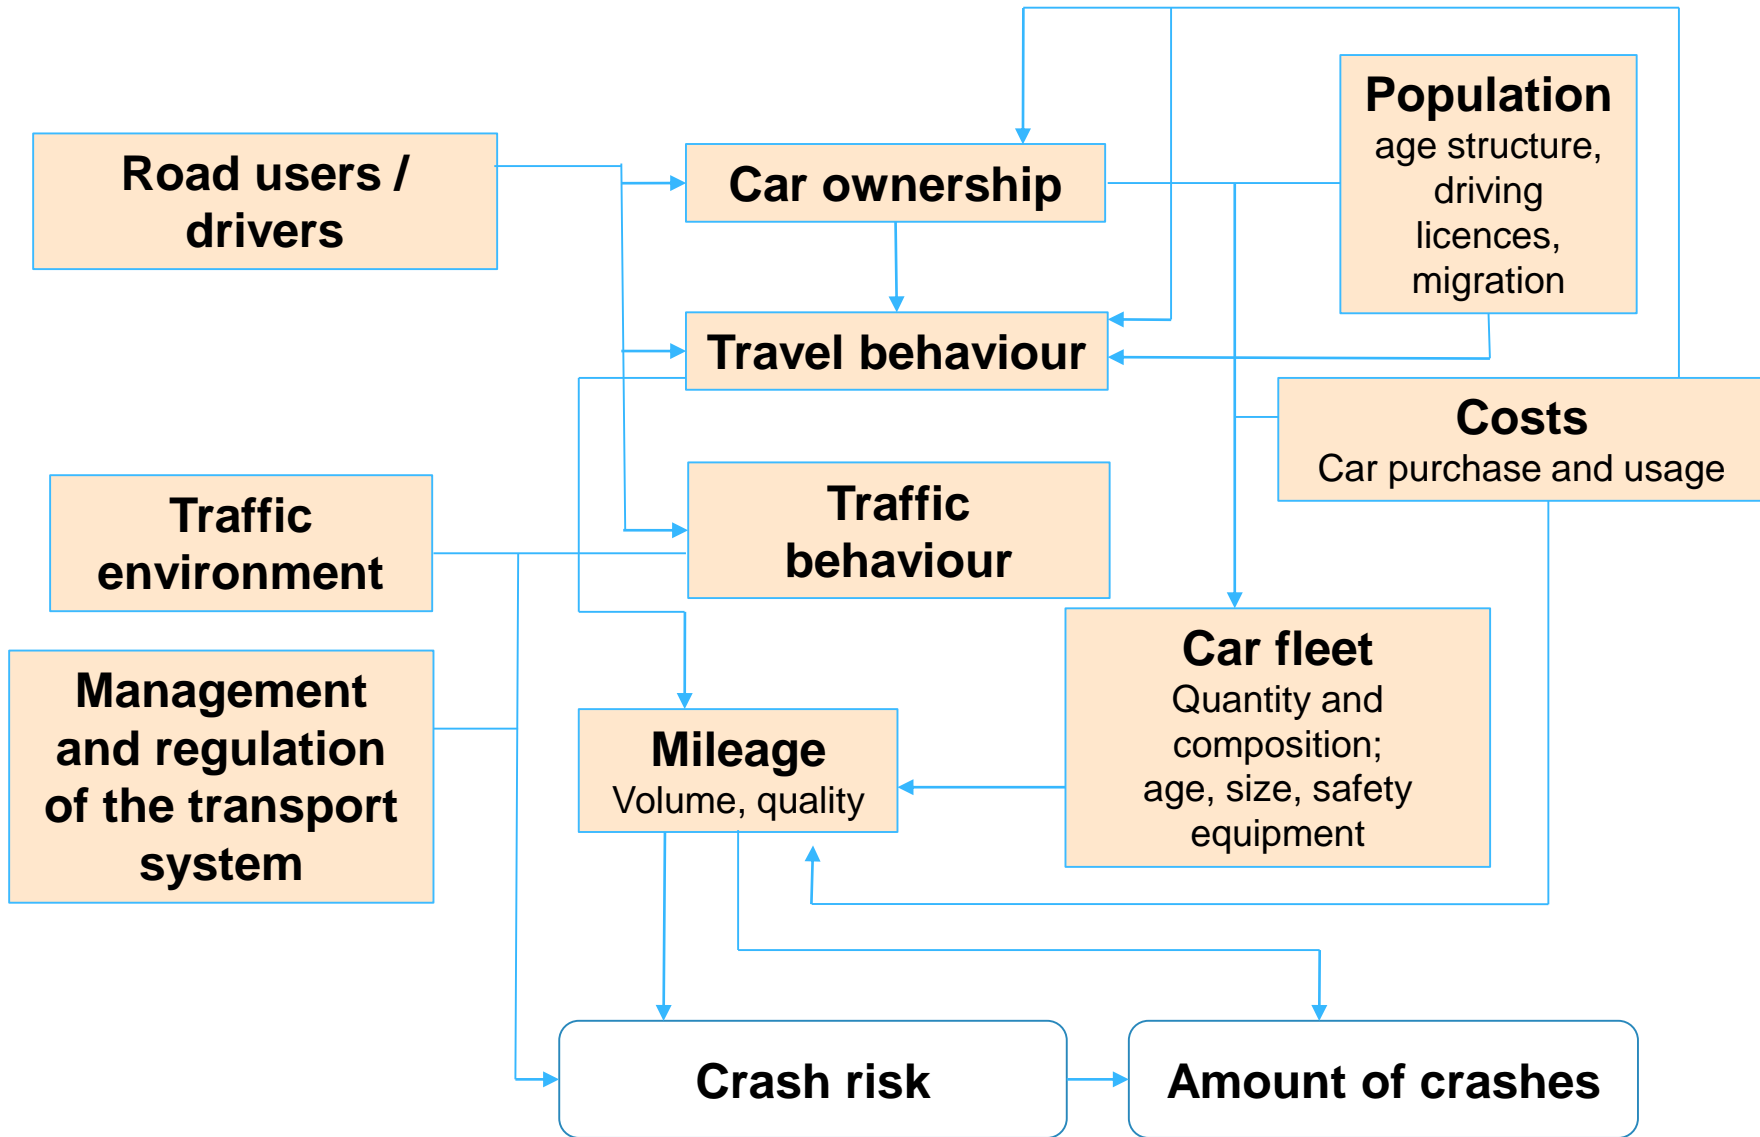 Population
age structure,
driving
licences,
migration
Road users /
drivers
Car ownership
Travel behaviour
Costs
Car purchase and usage
Traffic
environment
Traffic
behaviour
Car fleet
Quantity and
composition;
age, size, safety
equipment
Management
and regulation
of the transport
system
Mileage
Volume, quality
Crash risk
Amount of crashes